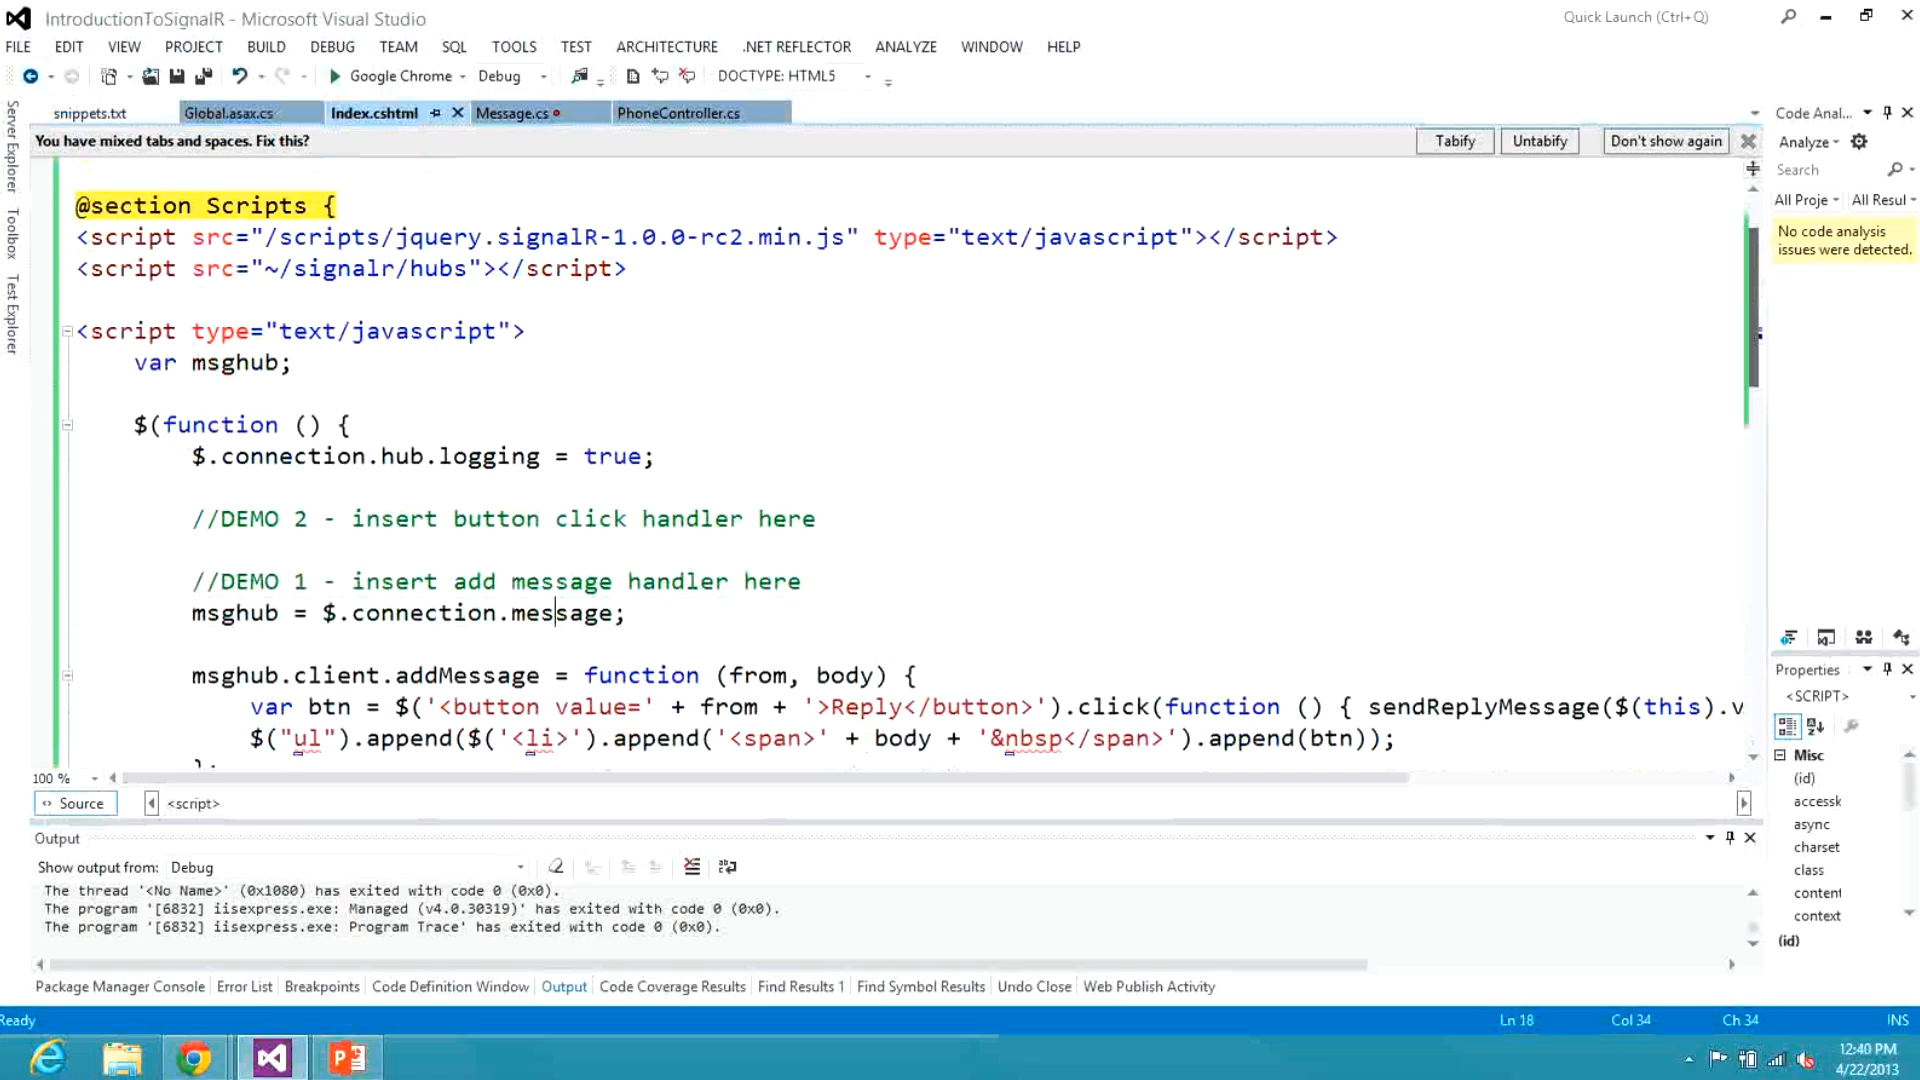 IntroductionToSignalR - Microsoft Visual Studio
Quick Launch (Ctrl+Q)
FILE EDIT VIEW PROJECT BUILD DEBUG TEAM SQL TOOLS TEST ARCHITECTURE .NET REFLECTOR ANALYZE WINDOW HELP
Google Chrome Debug DOCTYPE: HTML5
snippets.txt Global.asax.cs Index.cshtml Message.cs PhoneController.cs
You have mixed tabs and spaces. Fix this? Tabify Untabify Don't show again
Server Explorer
Toolbox
Test Explorer
@section Scripts {
<script src="/scripts/jquery.signalR-1.0.0-rc2.min.js" type="text/javascript"></script>
<script src="~/signalr/hubs"></script>
<script type="text/javascript">
var msghub;
$(function () {
$.connection.hub.logging = true;
//DEMO 2 - insert button click handler here
//DEMO 1 - insert add message handler here
msghub = $.connection.message;
msghub.client.addMessage = function (from, body) {
var btn = $('<button value=' + from + '>Reply</button>').click(function () { sendReplyMessage($(this).v
$("ul").append($('<li>').append('<span>' + body + '&nbsp</span>').append(btn));
};
100 %
Source <script>
Code Anal...
Analyze
Search
All Proje All Resul
No code analysis
issues were detected.
Properties
<SCRIPT>
Misc
(id)
accessk
async
charset
class
content
context
(id)
Output
Show output from: Debug
The thread '<No Name>' (0x1080) has exited with code 0 (0x0).
The program '[6832] iisexpress.exe: Managed (v4.0.30319)' has exited with code 0 (0x0).
The program '[6832] iisexpress.exe: Program Trace' has exited with code 0 (0x0).
Package Manager Console Error List Breakpoints Code Definition Window Output Code Coverage Results Find Results 1 Find Symbol Results Undo Close Web Publish Activity
Ready Ln 18 Col 34 Ch 34 INS
12:40 PM
4/22/2013